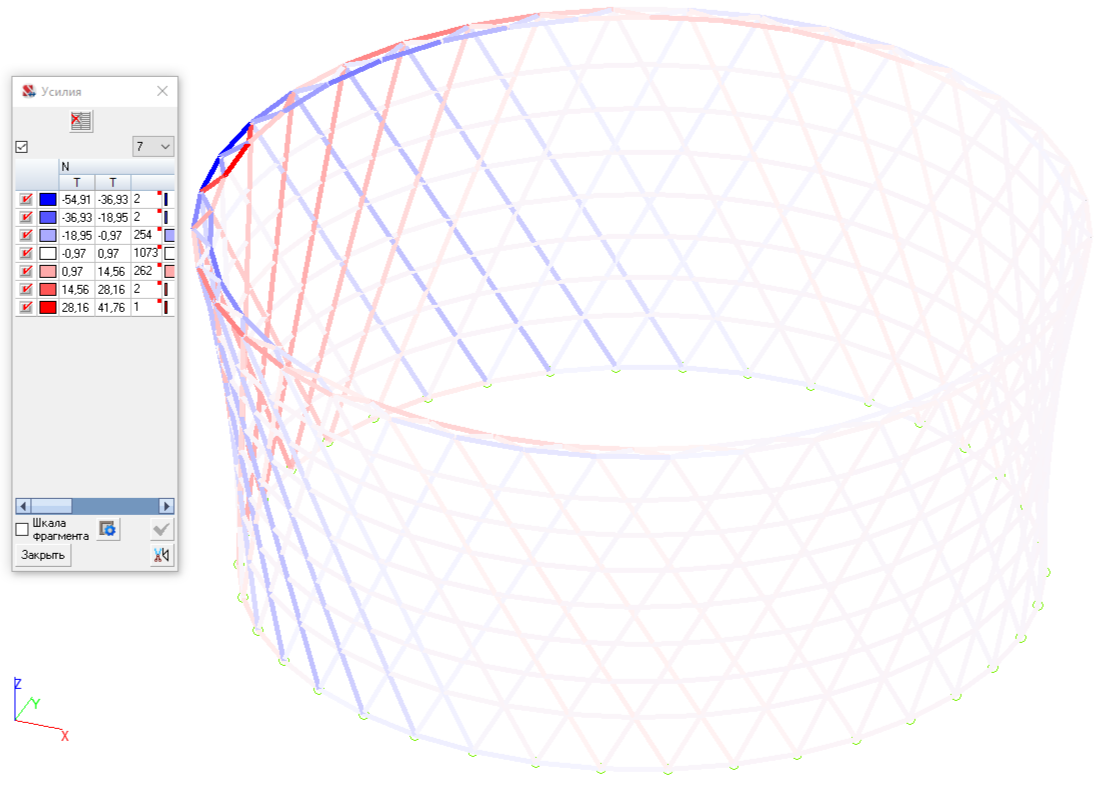 Усилия
7
N
T T
-54,91 -36,93 2
-36,93 -18,95 2
-18,95 -0,97 254
-0,97 0,97 1073
0,97 14,56 262
14,56 28,16 2
28,16 41,76 1
Шкала
фрагмента
Закрыть
Z
Y
X